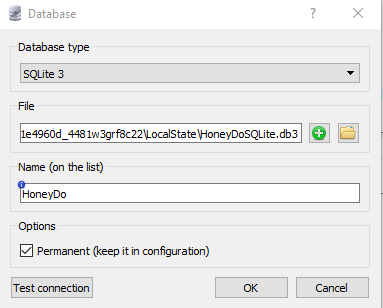 Database
Database type
SQLite 3
File
1e4960d_4481w3grf8c22\LocalState\HoneyDoSQLite.db3
Name (on the list)
HoneyDo
Options
Permanent (keep it in configuration)
Test connection
OK
Cancel